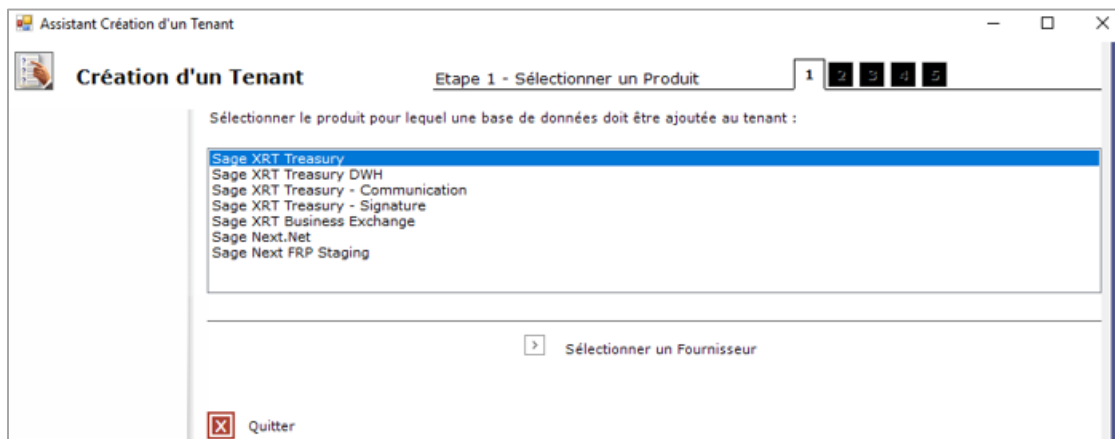 Assistant Création d'un Tenant
Création d'un Tenant
Etape 1 - Sélectionner un Produit
1 2 3 4 5
Sélectionner le produit pour lequel une base de données doit être ajoutée au tenant :
Sage XRT Treasury
Sage XRT Treasury DWH
Sage XRT Treasury - Communication
Sage XRT Treasury - Signature
Sage XRT Business Exchange
Sage Next.Net
Sage Next FRP Staging
Sélectionner un Fournisseur
Quitter